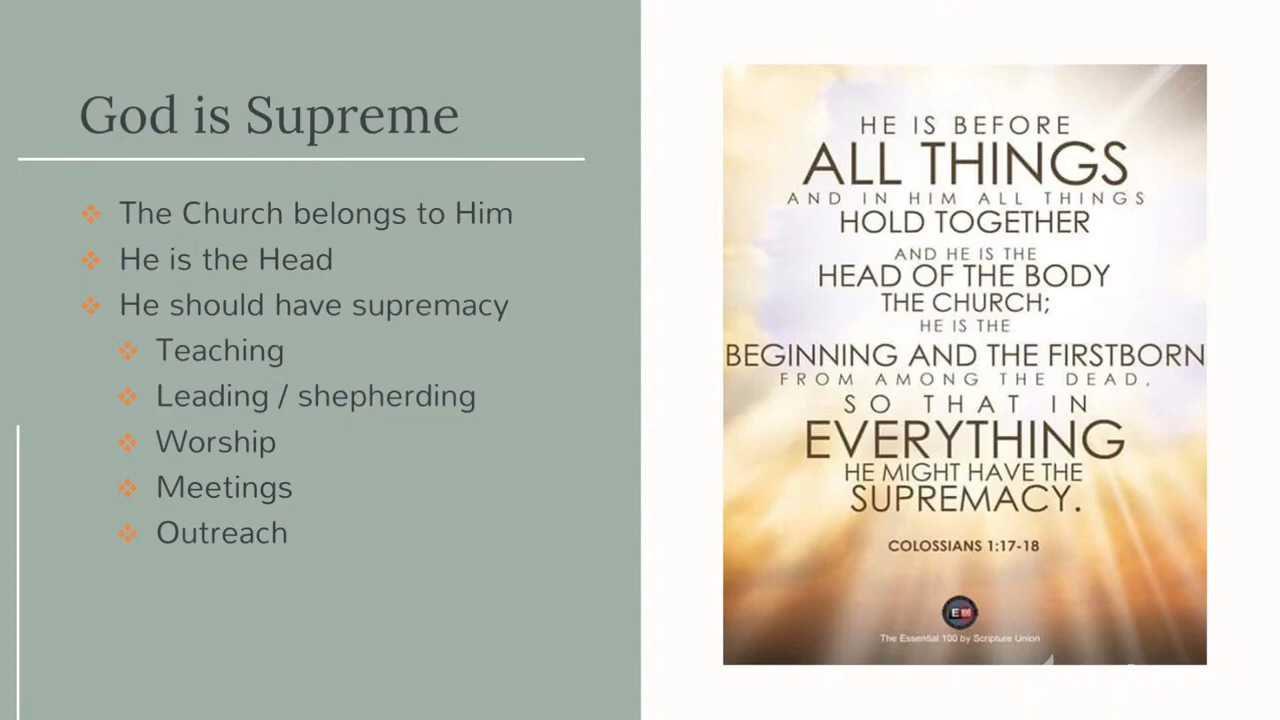 God is Supreme
The Church belongs to Him
He is the Head
He should have supremacy
Teaching
Leading / shepherding
Worship
Meetings
Outreach
HE IS BEFORE
ALL THINGS
AND IN HIM ALL THINGS
HOLD TOGETHER
AND HE IS THE
HEAD OF THE BODY
THE CHURCH;
HE IS THE
BEGINNING AND THE FIRSTBORN
FROM AMONG THE DEAD,
SO THAT IN
EVERYTHING
HE MIGHT HAVE THE
SUPREMACY.
COLOSSIANS 1:17-18
E 100
The Essential 100 by Scripture Union